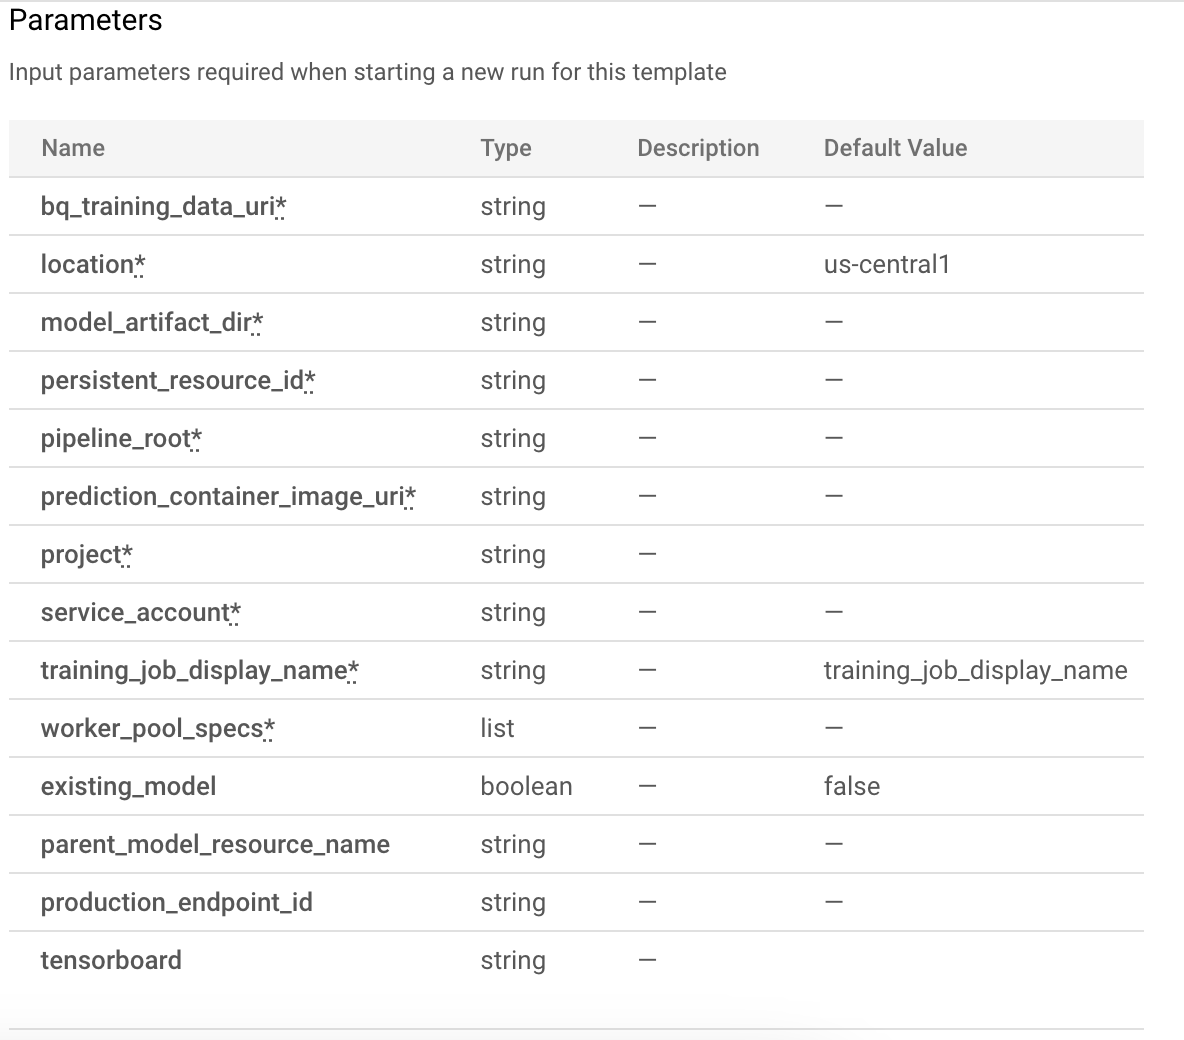 Parameters
Input parameters required when starting a new run for this template
Name Type Description Default Value
bq_training_data_uri* string — —
location* string — us-central1
model_artifact_dir* string — —
persistent_resource_id* string — —
pipeline_root* string — —
prediction_container_image_uri* string — —
project* string —
service_account* string — —
training_job_display_name* string — training_job_display_name
worker_pool_specs* list — —
existing_model boolean — false
parent_model_resource_name string — —
production_endpoint_id string — —
tensorboard string —